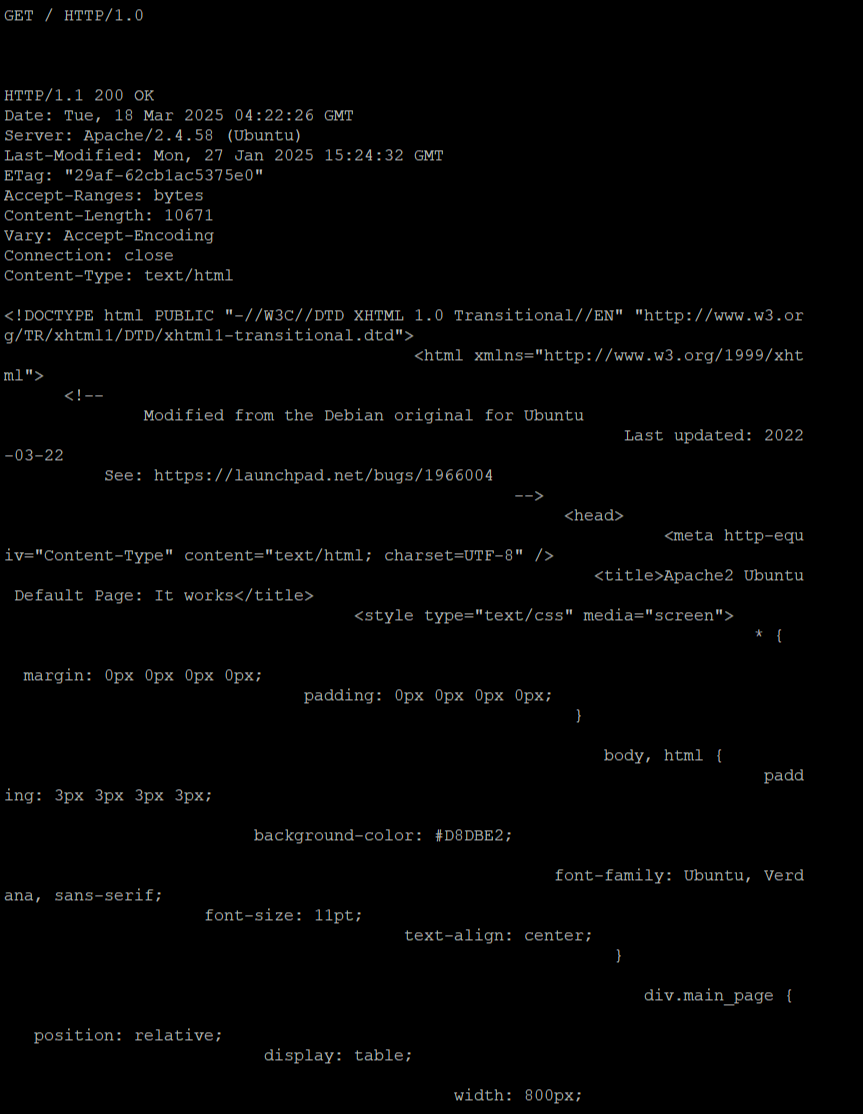 GET / HTTP/1.0
HTTP/1.1 200 OK
Date: Tue, 18 Mar 2025 04:22:26 GMT
Server: Apache/2.4.58 (Ubuntu)
Last-Modified: Mon, 27 Jan 2025 15:24:32 GMT
ETag: "29af-62cb1ac5375e0"
Accept-Ranges: bytes
Content-Length: 10671
Vary: Accept-Encoding
Connection: close
Content-Type: text/html
<!DOCTYPE html PUBLIC "-//W3C//DTD XHTML 1.0 Transitional//EN" "http://www.w3.or
g/TR/xhtml1/DTD/xhtml1-transitional.dtd">
<html xmlns="http://www.w3.org/1999/xht
ml">
<!--
Modified from the Debian original for Ubuntu
Last updated: 2022
-03-22
See: https://launchpad.net/bugs/1966004
-->
<head>
<meta http-equ
iv="Content-Type" content="text/html; charset=UTF-8" />
<title>Apache2 Ubuntu
Default Page: It works</title>
<style type="text/css" media="screen">
* {
margin: 0px 0px 0px 0px;
padding: 0px 0px 0px 0px;
}
body, html {
padd
ing: 3px 3px 3px 3px;
background-color: #D8DBE2;
font-family: Ubuntu, Verd
ana, sans-serif;
font-size: 11pt;
text-align: center;
}
div.main_page {
position: relative;
display: table;
width: 800px;